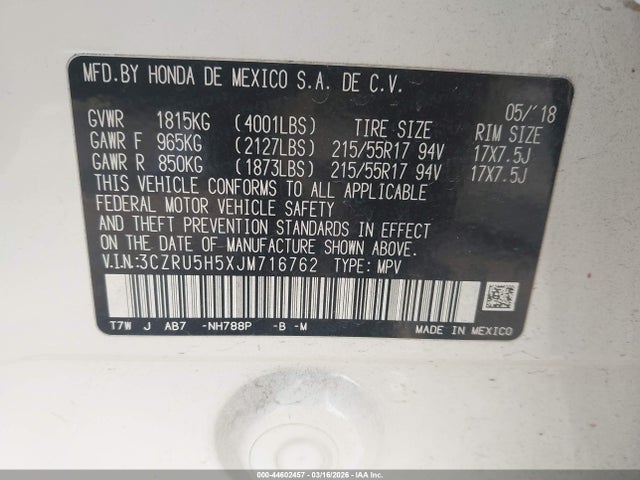 MFD.BY HONDA DE MEXICO S.A. DE C.V.
05/'18
GVWR 1815KG (4001LBS) TIRE SIZE RIM SIZE
GAWR F 965KG (2127LBS) 215/55R17 94V 17X7.5J
GAWR R 850KG (1873LBS) 215/55R17 94V 17X7.5J
THIS VEHICLE CONFORMS TO ALL APPLICABLE
FEDERAL MOTOR VEHICLE SAFETY
AND THEFT PREVENTION STANDARDS IN EFFECT
ON THE DATE OF MANUFACTURE SHOWN ABOVE.
V.I.N:3CZRU5H5XJM716762 TYPE: MPV
T7W J AB7 -NH788P -B -M
MADE IN MEXICO
000-44602457 - 03/16/2026 - IAAI.COM